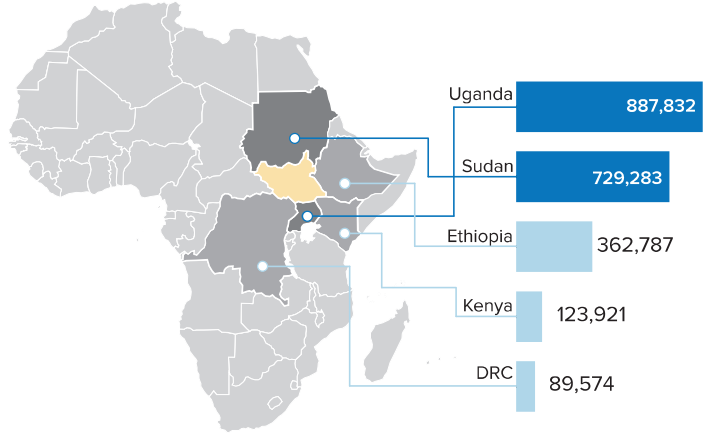 Uganda 887,832
Sudan 729,283
Ethiopia 362,787
Kenya 123,921
DRC 89,574